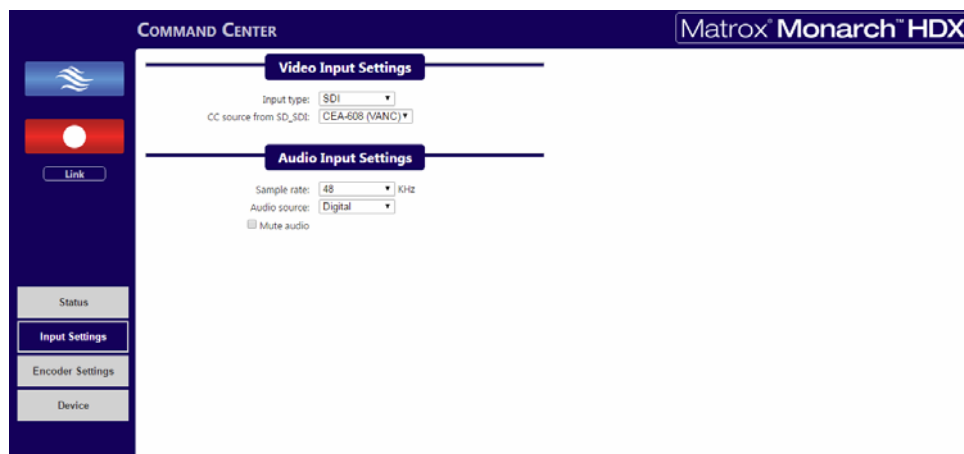 COMMAND CENTER
Matrox® Monarch™ HDX
Link
Status
Input Settings
Encoder Settings
Device
Video Input Settings
Input type: SDI
CC source from SD_SDI: CEA-608 (VANC)
Audio Input Settings
Sample rate: 48 KHz
Audio source: Digital
Mute audio